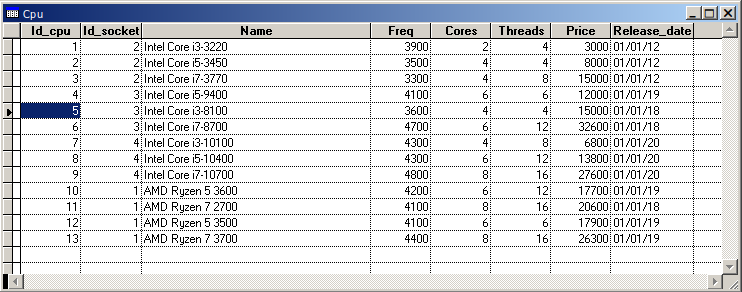 Cpu
Id_cpu Id_socket Name Freq Cores Threads Price Release_date
1 2 Intel Core i3-3220 3900 2 4 3000 01/01/12
2 2 Intel Core i5-3450 3500 4 4 8000 01/01/12
3 2 Intel Core i7-3770 3300 4 8 15000 01/01/12
4 3 Intel Core i5-9400 4100 6 6 12000 01/01/19
5 3 Intel Core i3-8100 3600 4 4 15000 01/01/18
6 3 Intel Core i7-8700 4700 6 12 32600 01/01/18
7 4 Intel Core i3-10100 4300 4 8 6800 01/01/20
8 4 Intel Core i5-10400 4300 6 12 13800 01/01/20
9 4 Intel Core i7-10700 4800 8 16 27600 01/01/20
10 1 AMD Ryzen 5 3600 4200 6 12 17700 01/01/19
11 1 AMD Ryzen 7 2700 4100 8 16 20600 01/01/18
12 1 AMD Ryzen 5 3500 4100 6 6 17900 01/01/19
13 1 AMD Ryzen 7 3700 4400 8 16 26300 01/01/19